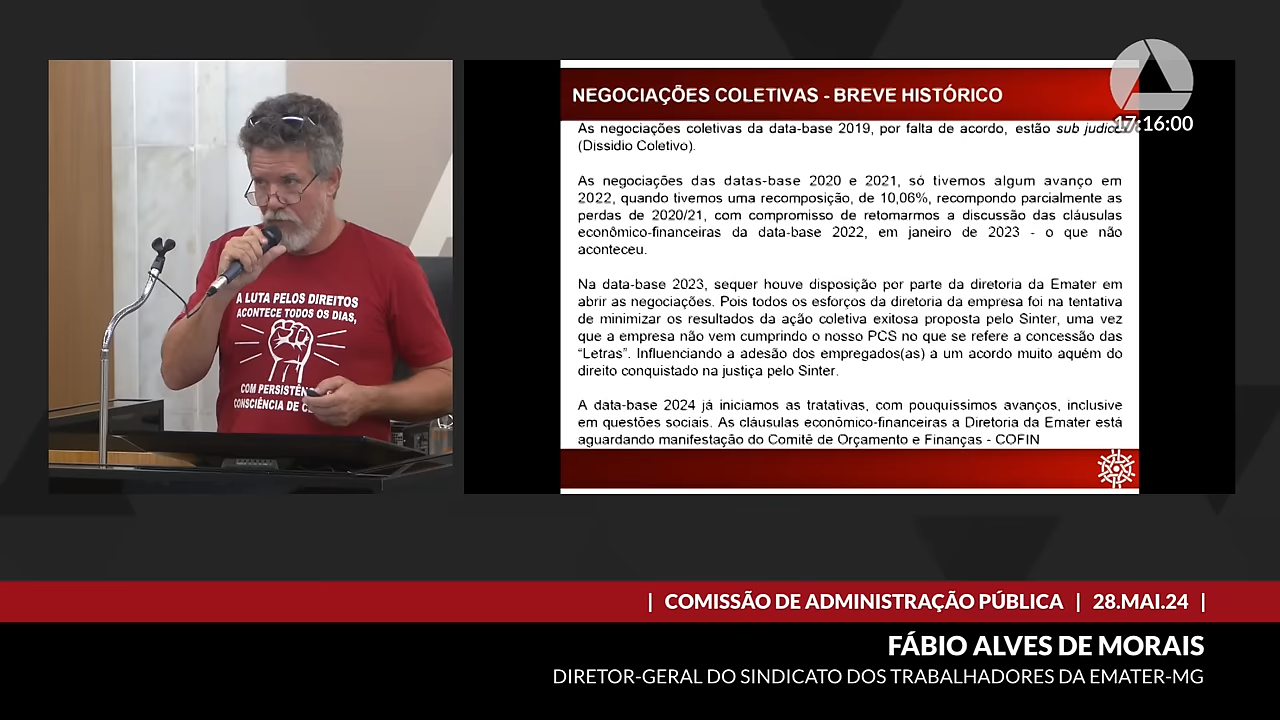 A LUTA PELOS DIREITOS
ACONTECE TODOS OS DIAS,
COM
CONSCIÊNCIA DE
NEGOCIAÇÕES COLETIVAS - BREVE HISTÓRICO
17:16:00
As negociações coletivas da data-base 2019, por falta de acordo, estão sub judice
(Dissidio Coletivo).
As negociações das datas-base 2020 e 2021, só tivemos algum avanço em
2022, quando tivemos uma recomposição, de 10,06%, recompondo parcialmente as
perdas de 2020/21, com compromisso de retomarmos a discussão das cláusulas
econômico-financeiras da data-base 2022, em janeiro de 2023 - o que não
aconteceu.
Na data-base 2023, sequer houve disposição por parte da diretoria da Emater em
abrir as negociações. Pois todos os esforços da diretoria da empresa foi na tentativa
de minimizar os resultados da ação coletiva exitosa proposta pelo Sinter, uma vez
que a empresa não vem cumprindo o nosso PCS no que se refere a concessão das
“Letras”. Influenciando a adesão dos empregados(as) a um acordo muito aquém do
direito conquistado na justiça pelo Sinter.
A data-base 2024 já iniciamos as tratativas, com pouquíssimos avanços, inclusive
em questões sociais. As cláusulas econômico-financeiras a Diretoria da Emater está
aguardando manifestação do Comitê de Orçamento e Finanças - COFIN
| COMISSÃO DE ADMINISTRAÇÃO PÚBLICA | 28.MAI.24 |
FÁBIO ALVES DE MORAIS
DIRETOR-GERAL DO SINDICATO DOS TRABALHADORES DA EMATER-MG